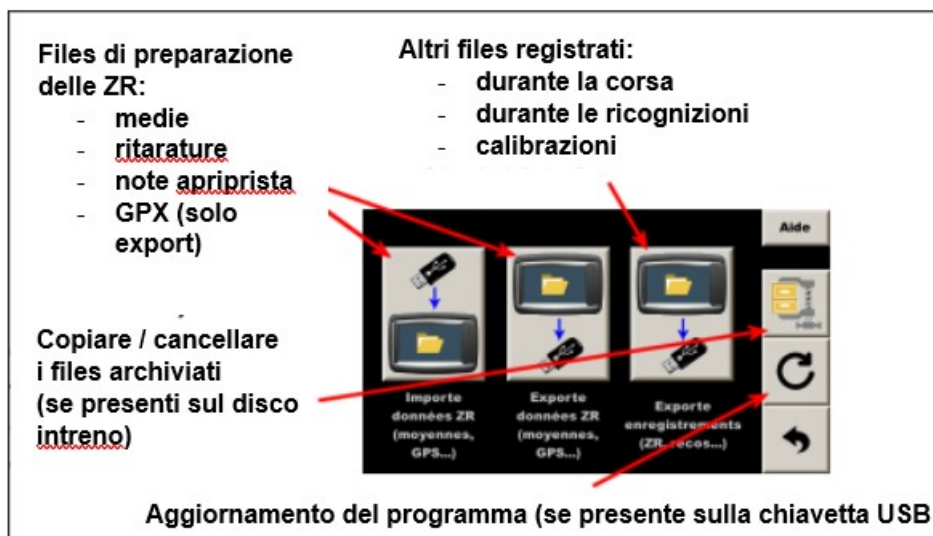 Files di preparazione
delle ZR:
- medie
- ritarature
- note apriprista
- GPX (solo
export)
Altri files registrati:
- durante la corsa
- durante le ricognizioni
- calibrazioni
Copiare / cancellare
i files archiviati
(se presenti sul disco
intreno)
Aide
Importe
données ZR
(moyennes,
GPS...)
Exporte
données ZR
(moyennes,
GPS...)
Exporte
enregistrements
(ZR, recos...)
Aggiornamento del programma (se presente sulla chiavetta USB